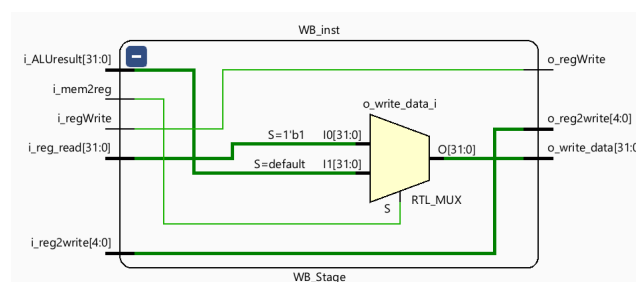 WB_inst
i_ALUresult[31:0]
o_regWrite
i_mem2reg
o_write_data_i
i_regWrite
o_reg2write[4:0]
S=1'b1 I0[31:0]
i_reg_read[31:0]
O[31:0]
o_write_data[31:0
S=default I1[31:0]
RTL_MUX
S
i_reg2write[4:0]
WB_Stage